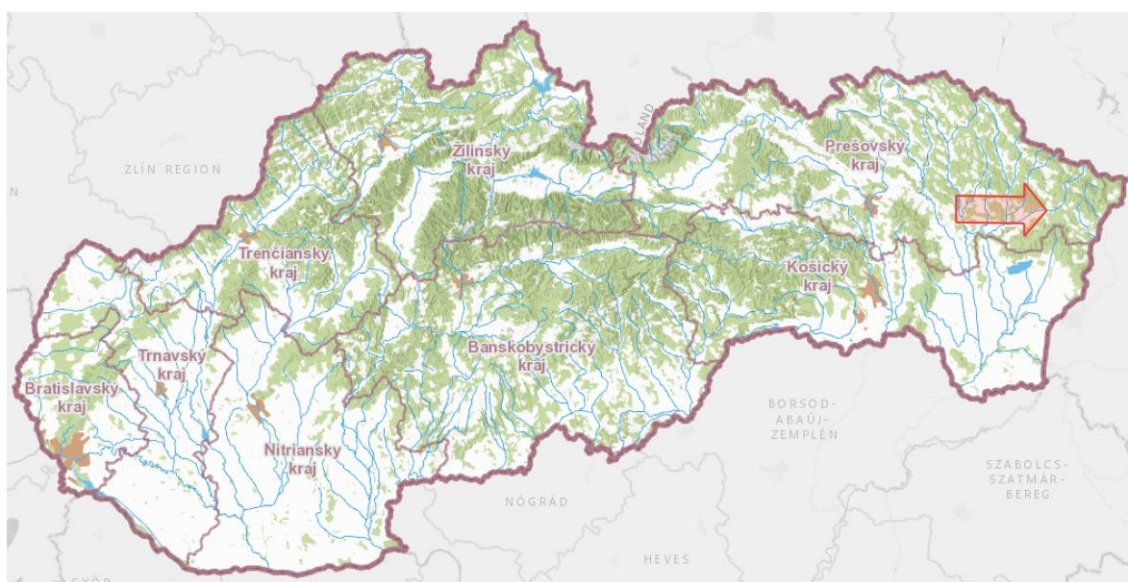 ZLÍN REGION
Žilinský
kraj
OLAND
Prešovský
kraj
Trenčiansky
kraj
Košický
kraj
Trnavský
kraj
Banskobystrický
kraj
Bratislavský
kraj
Nitriansky
kraj
BORSOD-
ABAÚJ-
ZEMPLÉN
SZABOLCS-
SZATMÁR-
BEREG
NÓGRÁD
HEVES